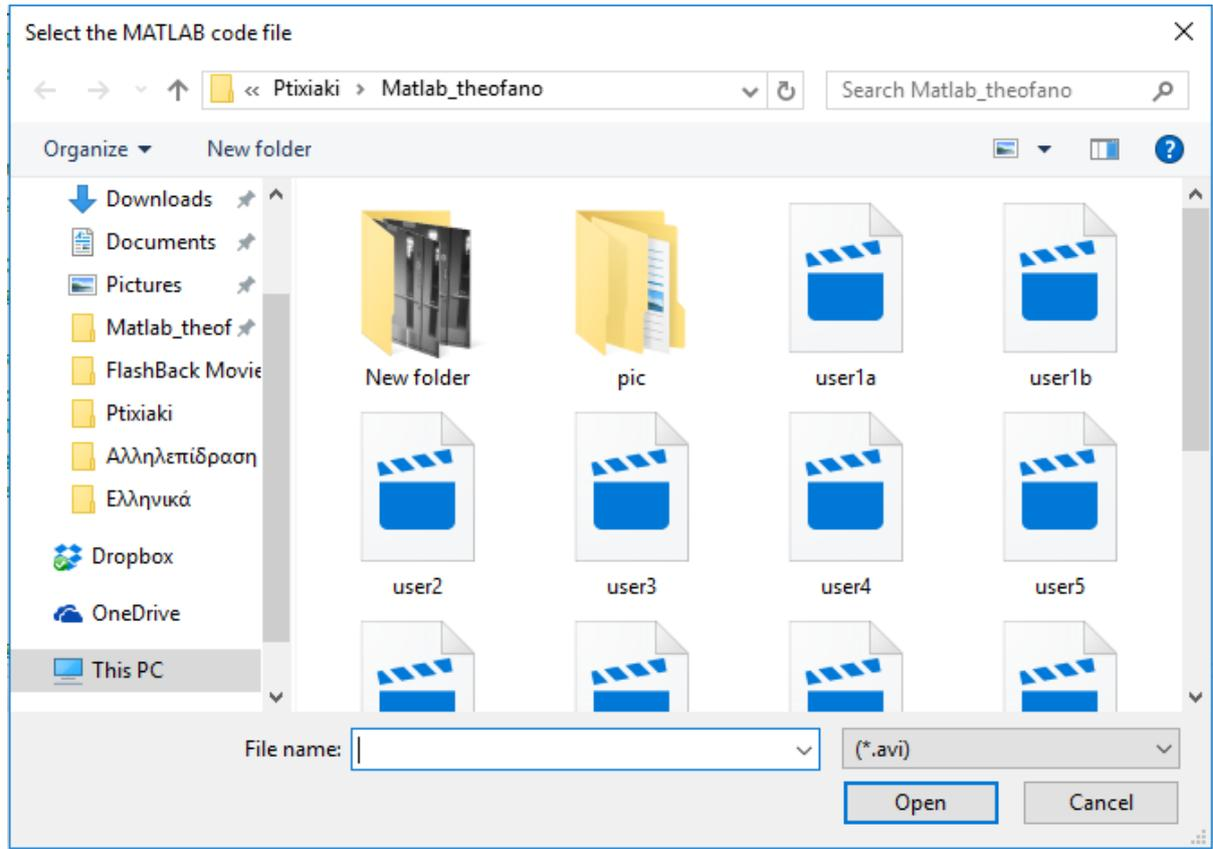 Select the MATLAB code file
« Ptixiaki > Matlab_theofano
Search Matlab_theofano
Organize
New folder
Downloads
Documents
Pictures
Matlab_theof
FlashBack Movie
Ptixiaki
Αλληλεπίδραση
Ελληνικά
Dropbox
OneDrive
This PC
New folder
pic
user1a
user1b
user2
user3
user4
user5
File name:
(*.avi)
Open
Cancel